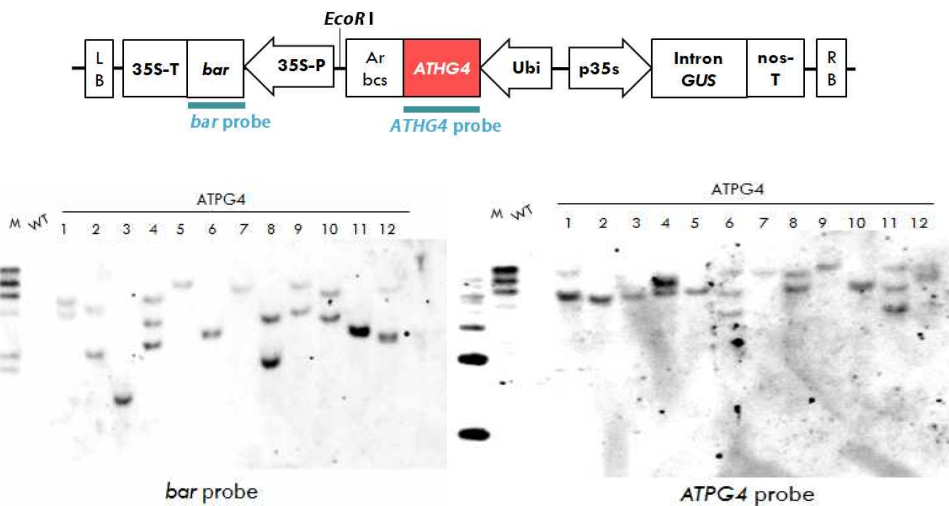 EcoR I
L B
35S-T
bar
35S-P
Ar bcs
ATHG4
Ubi
p35s
Intron GUS
nos-T
R B
bar probe
ATHG4 probe
ATPG4
M WT 1 2 3 4 5 6 7 8 9 10 11 12
bar probe
ATPG4
M WT 1 2 3 4 5 6 7 8 9 10 11 12
ATPG4 probe